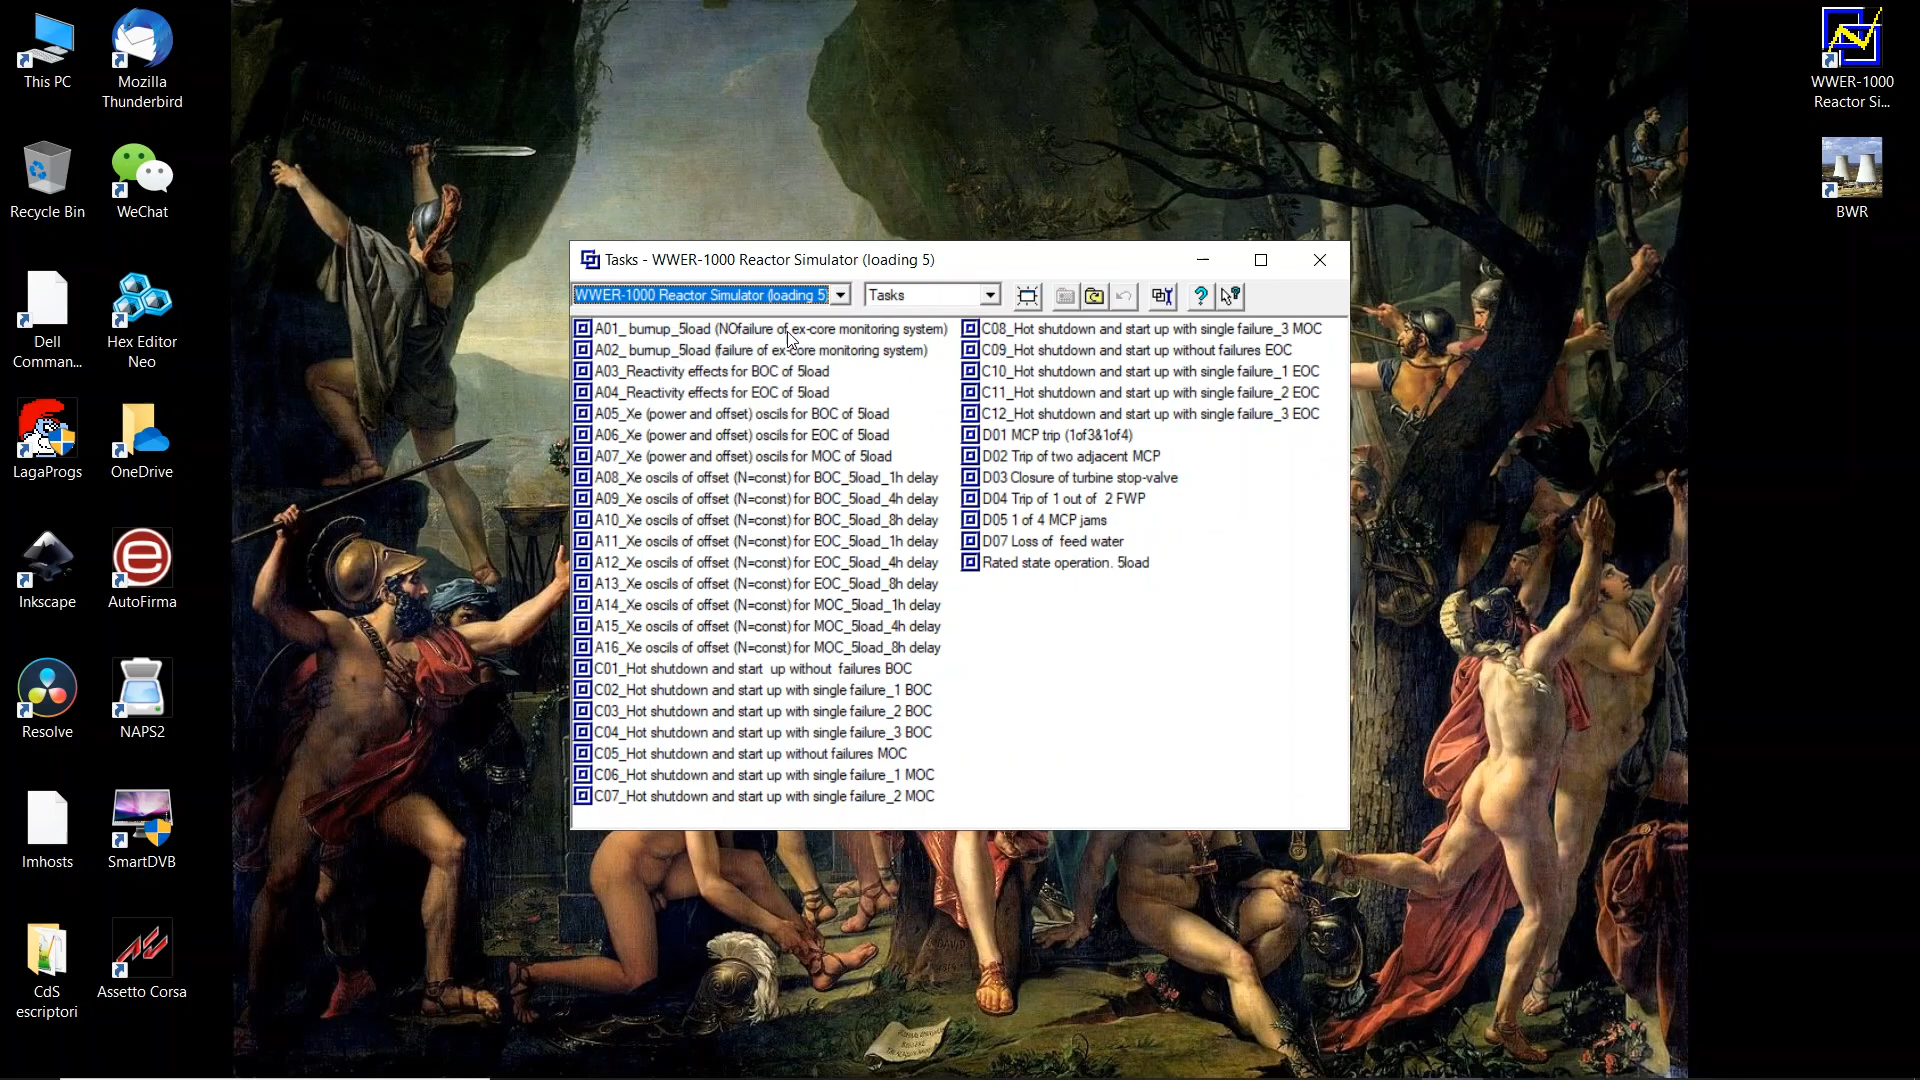 This PC
Mozilla
Thunderbird
Recycle Bin
WeChat
Dell
Comman...
Hex Editor
Neo
LagaProgs
OneDrive
Inkscape
AutoFirma
Resolve
NAPS2
lmhosts
SmartDVB
CdS
escriptori
Assetto Corsa
WWER-1000
Reactor Si...
BWR
Tasks - WWER-1000 Reactor Simulator (loading 5)
WWER-1000 Reactor Simulator (loading 5)
Tasks
A01_ burnup_5load (NOfailure of ex-core monitoring system)
A02_ burnup_5load (failure of ex-core monitoring system)
A03_Reactivity effects for BOC of 5load
A04_Reactivity effects for EOC of 5load
A05_Xe (power and offset) oscils for BOC of 5load
A06_Xe (power and offset) oscils for EOC of 5load
A07_Xe (power and offset) oscils for MOC of 5load
A08_Xe oscils of offset (N=const) for BOC_5load_1h delay
A09_Xe oscils of offset (N=const) for BOC_5load_4h delay
A10_Xe oscils of offset (N=const) for BOC_5load_8h delay
A11_Xe oscils of offset (N=const) for EOC_5load_1h delay
A12_Xe oscils of offset (N=const) for EOC_5load_4h delay
A13_Xe oscils of offset (N=const) for EOC_5load_8h delay
A14_Xe oscils of offset (N=const) for MOC_5load_1h delay
A15_Xe oscils of offset (N=const) for MOC_5load_4h delay
A16_Xe oscils of offset (N=const) for MOC_5load_8h delay
C01_Hot shutdown and start  up without  failures BOC
C02_Hot shutdown and start up with single failure_1 BOC
C03_Hot shutdown and start up with single failure_2 BOC
C04_Hot shutdown and start up with single failure_3 BOC
C05_Hot shutdown and start up without failures MOC
C06_Hot shutdown and start up with single failure_1 MOC
C07_Hot shutdown and start up with single failure_2 MOC
C08_Hot shutdown and start up with single failure_3 MOC
C09_Hot shutdown and start up without failures EOC
C10_Hot shutdown and start up with single failure_1 EOC
C11_Hot shutdown and start up with single failure_2 EOC
C12_Hot shutdown and start up with single failure_3 EOC
D01 MCP trip (1of3&1of4)
D02 Trip of two adjacent MCP
D03 Closure of turbine stop-valve
D04 Trip of 1 out of  2 FWP
D05 1 of 4 MCP jams
D07 Loss of  feed water
Rated state operation. 5load